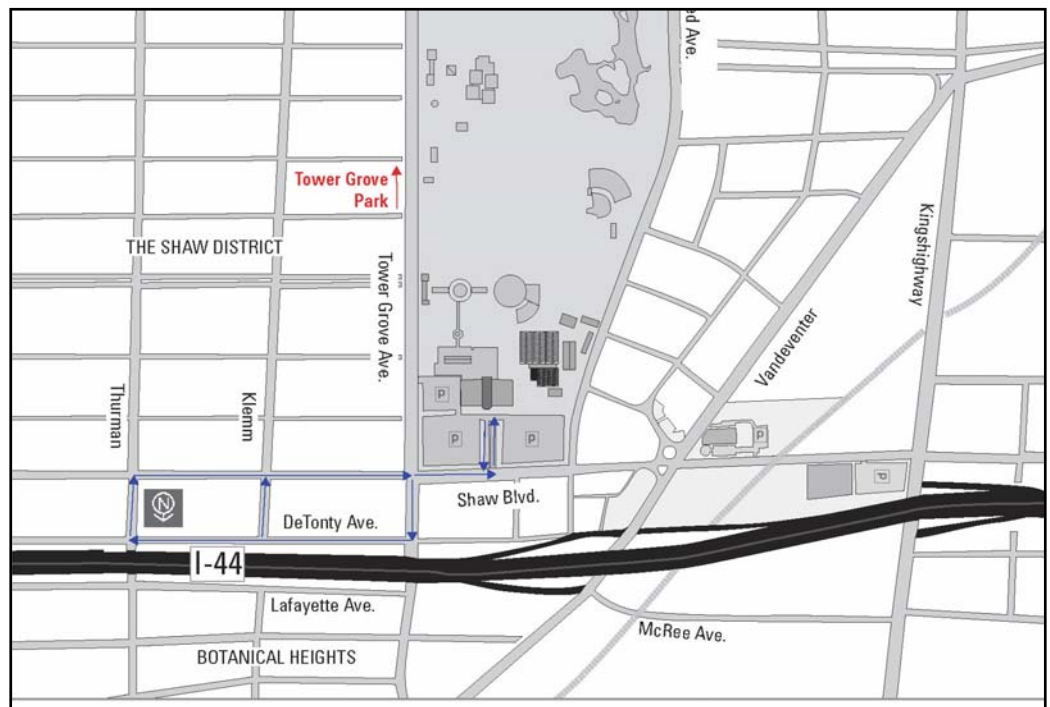 ed Ave.
Tower Grove
Park
THE SHAW DISTRICT
Tower Grove Ave.
Kingshighway
Vandeventer
Thurman
Klemm
P
P
P
P
P
N
Shaw Blvd.
DeTonty Ave.
I-44
Lafayette Ave.
McRee Ave.
BOTANICAL HEIGHTS